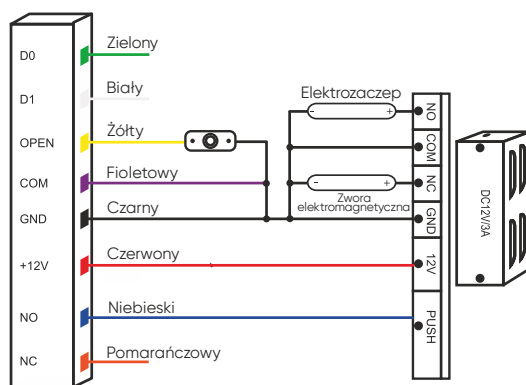 D0
Zielony
D1
Biały
OPEN
Żółty
COM
Fioletowy
GND
Czarny
+12V
Czerwony
NO
Niebieski
NC
Pomarańczowy
Elektrozaczep
- +
- +
Zwora
elektromagnetyczna
NO
COM
NC
GND
12V
PUSH
DC12V/3A